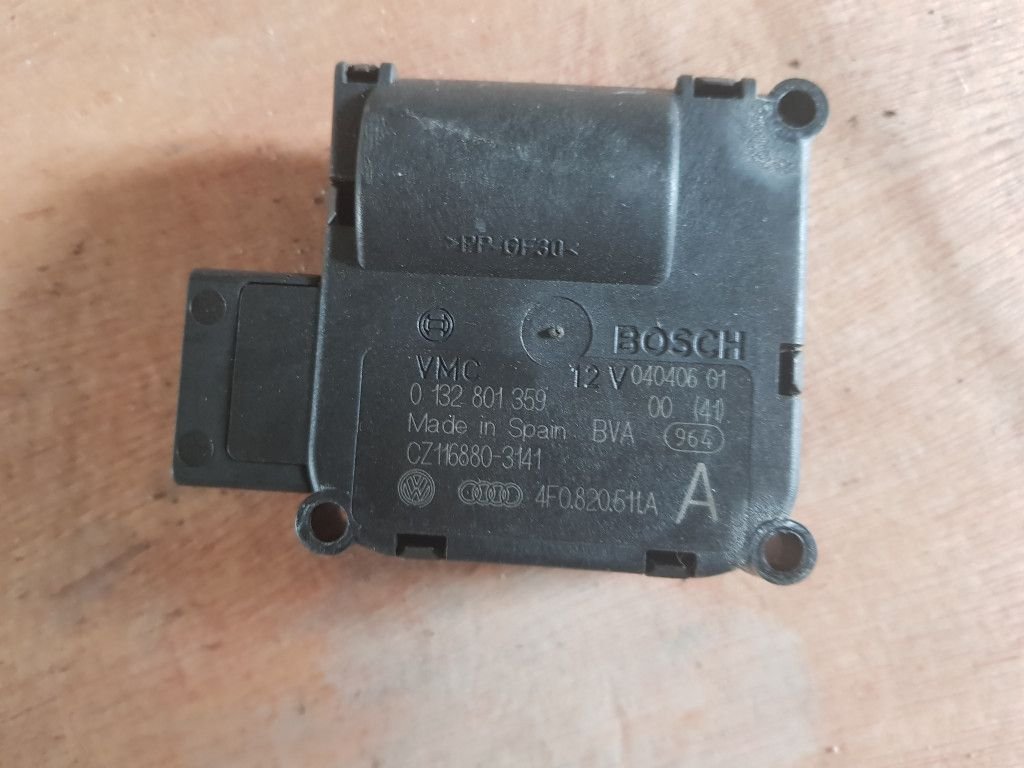 >PP-GF30<
BOSCH
VMC 12 V 040406 01
0 132 801 359 00 (41)
Made in Spain BVA 964
CZ116880-3141
4F0.820.511.A A